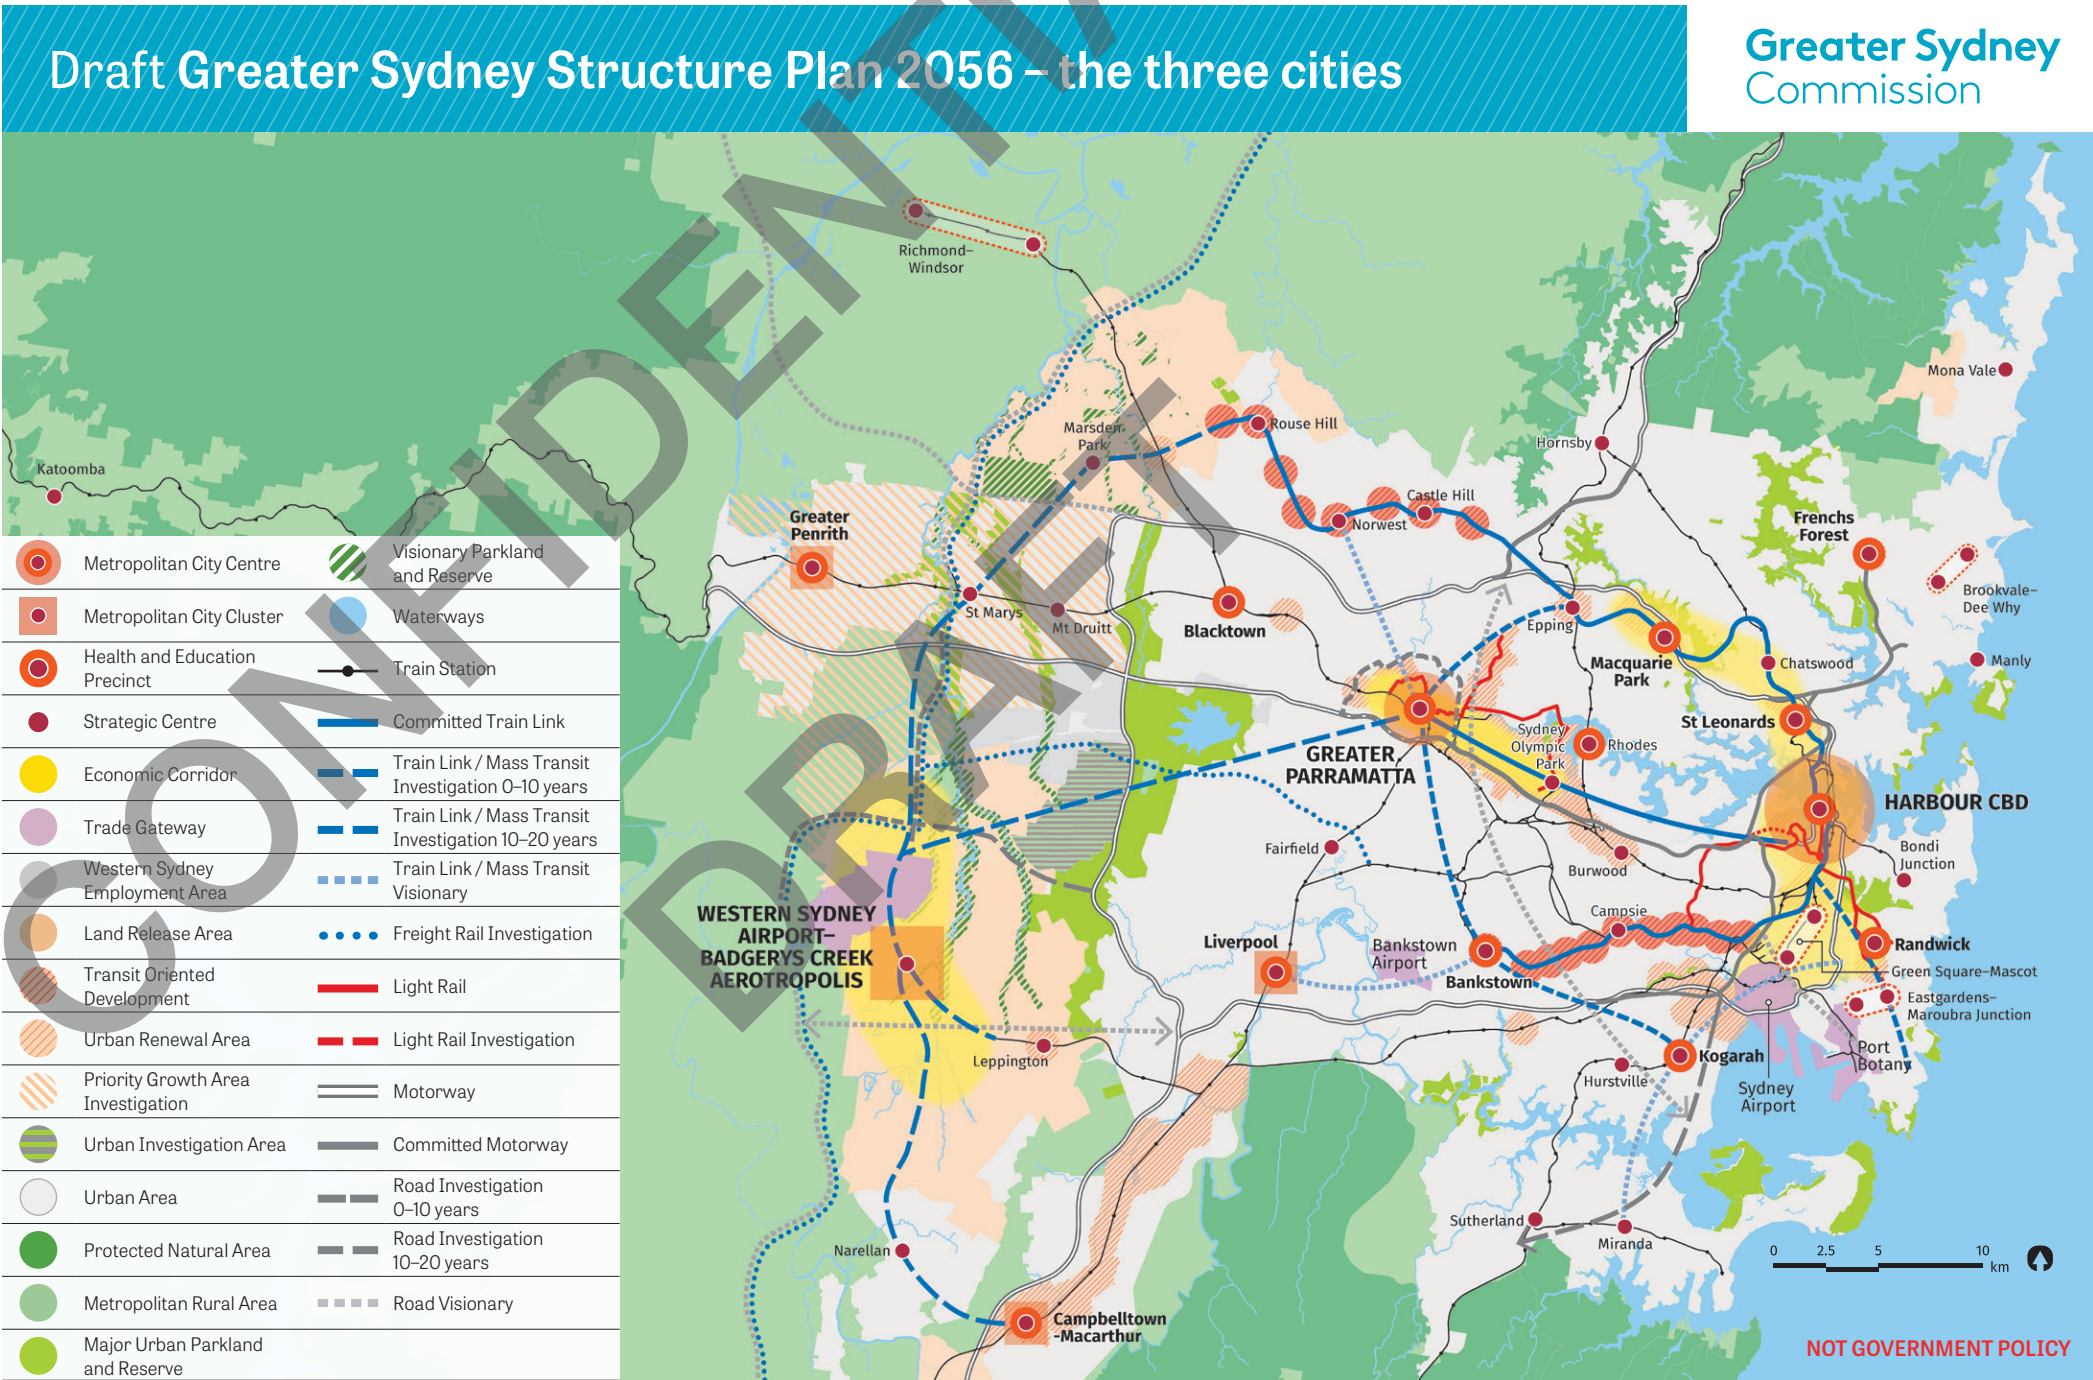 Draft Greater Sydney Structure Plan 2056 – the three cities
Greater Sydney
Commission
CONFIDENTIAL
DRAFT
Richmond–
Windsor
Mona Vale
Marsden
Park
Rouse Hill
Hornsby
Katoomba
Castle Hill
Norwest
Greater
Penrith
Frenchs
Forest
Brookvale–
Dee Why
St Marys
Mt Druitt
Blacktown
Epping
Macquarie
Park
Chatswood
Manly
St Leonards
Sydney
Olympic
Park
Rhodes
GREATER
PARRAMATTA
HARBOUR CBD
Fairfield
Burwood
Bondi
Junction
WESTERN SYDNEY
AIRPORT–
BADGERYS CREEK
AEROTROPOLIS
Campsie
Liverpool
Bankstown
Airport
Bankstown
Randwick
Green Square–Mascot
Eastgardens–
Maroubra Junction
Leppington
Kogarah
Port
Botany
Hurstville
Sydney
Airport
Sutherland
Miranda
Narellan
Campbelltown
-Macarthur
0 2.5 5 10
km
NOT GOVERNMENT POLICY
Metropolitan City Centre
Metropolitan City Cluster
Health and Education
Precinct
Strategic Centre
Economic Corridor
Trade Gateway
Western Sydney
Employment Area
Land Release Area
Transit Oriented
Development
Urban Renewal Area
Priority Growth Area
Investigation
Urban Investigation Area
Urban Area
Protected Natural Area
Metropolitan Rural Area
Major Urban Parkland
and Reserve
Visionary Parkland
and Reserve
Waterways
Train Station
Committed Train Link
Train Link / Mass Transit
Investigation 0–10 years
Train Link / Mass Transit
Investigation 10–20 years
Train Link / Mass Transit
Visionary
Freight Rail Investigation
Light Rail
Light Rail Investigation
Motorway
Committed Motorway
Road Investigation
0–10 years
Road Investigation
10–20 years
Road Visionary